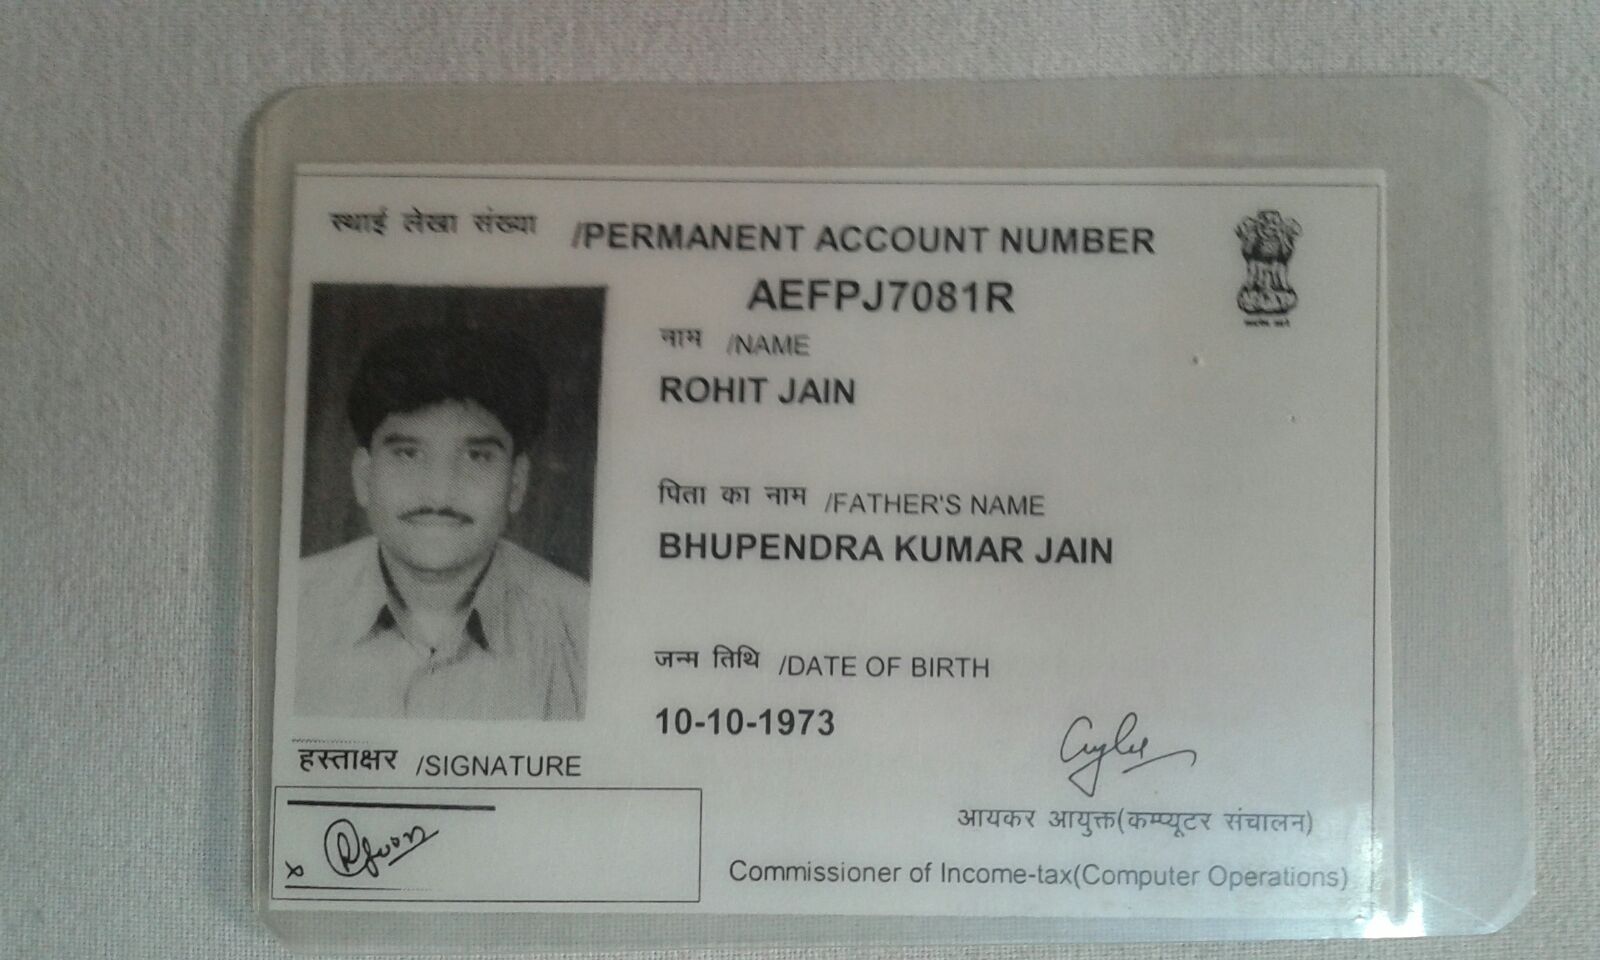 स्थाई लेखा संख्या /PERMANENT ACCOUNT NUMBER
AEFPJ7081R
नाम /NAME
ROHIT JAIN
पिता का नाम /FATHER'S NAME
BHUPENDRA KUMAR JAIN
जन्म तिथि /DATE OF BIRTH
10-10-1973
हस्ताक्षर /SIGNATURE
आयकर आयुक्त(कम्प्यूटर संचालन)
Commissioner of Income-tax(Computer Operations)